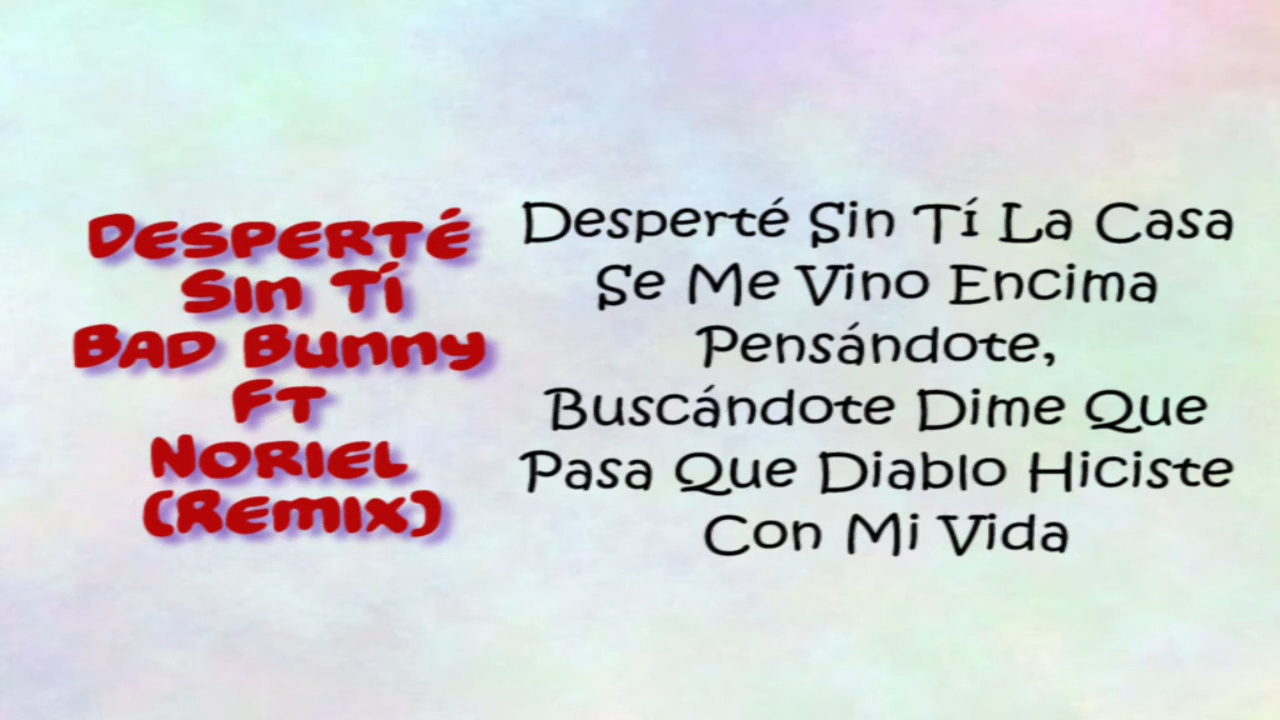 Desperté
Sin Tí
Bad Bunny
Ft
Noriel
(Remix)
Desperté Sin Tí La Casa
Se Me Vino Encima
Pensándote,
Buscándote Dime Que
Pasa Que Diablo Hiciste
Con Mi Vida